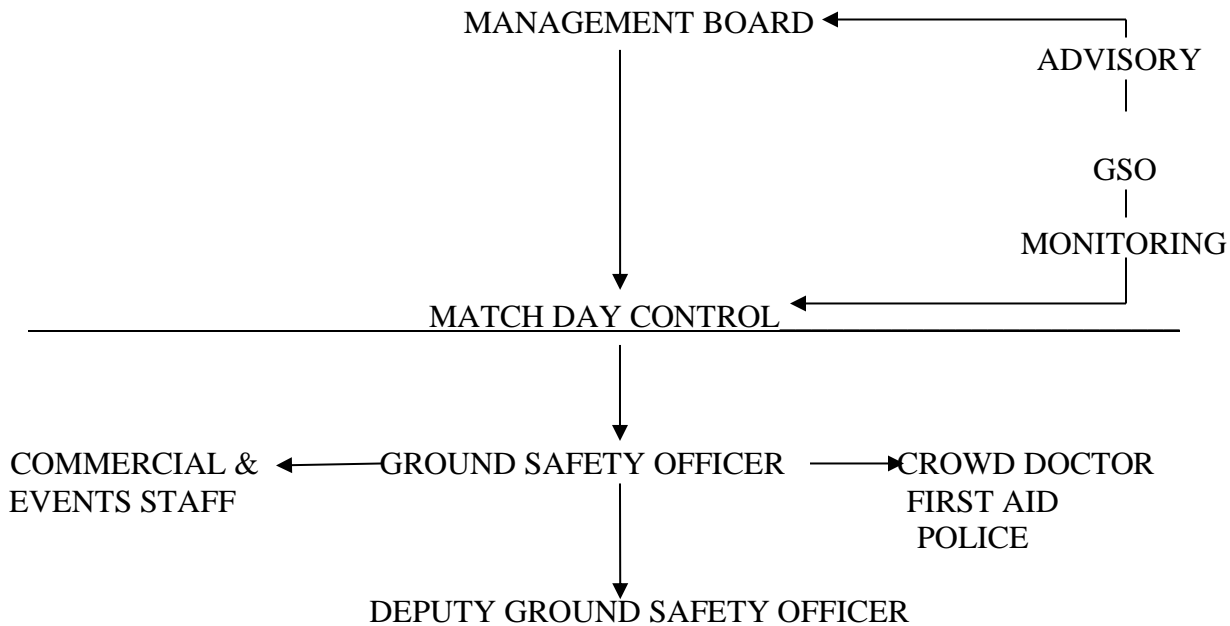 MANAGEMENT BOARD
ADVISORY
GSO
MONITORING
MATCH DAY CONTROL
COMMERCIAL &
EVENTS STAFF
GROUND SAFETY OFFICER
CROWD DOCTOR
FIRST AID
POLICE
DEPUTY GROUND SAFETY OFFICER